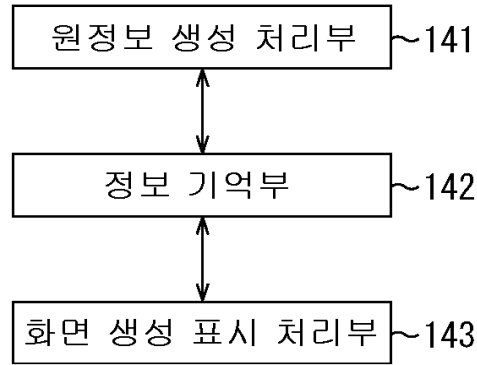 원정보 생성 처리부 ~141
정보 기억부 ~142
화면 생성 표시 처리부 ~143